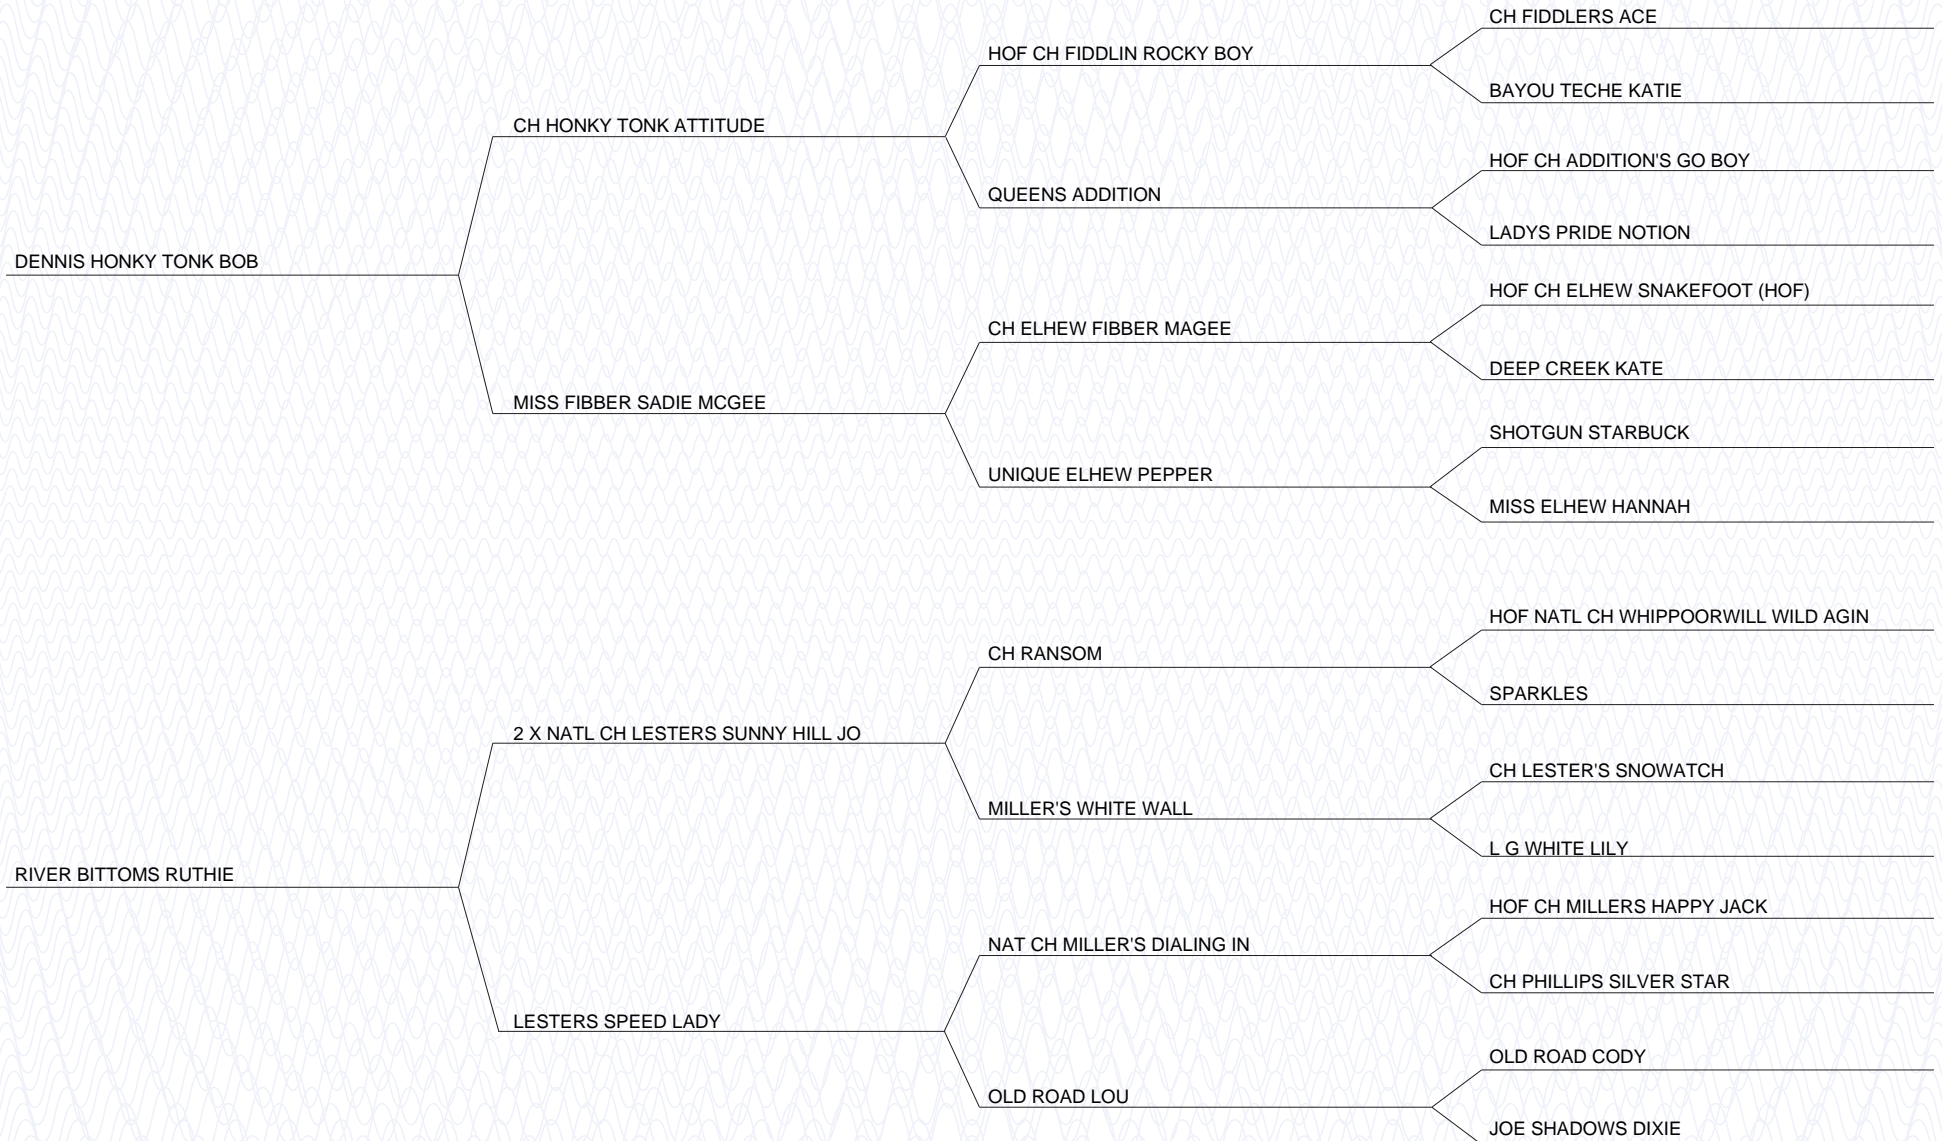 CH FIDDLERS ACE
HOF CH FIDDLIN ROCKY BOY
BAYOU TECHE KATIE
CH HONKY TONK ATTITUDE
HOF CH ADDITION'S GO BOY
QUEENS ADDITION
LADYS PRIDE NOTION
DENNIS HONKY TONK BOB
HOF CH ELHEW SNAKEFOOT (HOF)
CH ELHEW FIBBER MAGEE
DEEP CREEK KATE
MISS FIBBER SADIE MCGEE
SHOTGUN STARBUCK
UNIQUE ELHEW PEPPER
MISS ELHEW HANNAH
HOF NATL CH WHIPPOORWILL WILD AGIN
CH RANSOM
SPARKLES
2 X NATL CH LESTERS SUNNY HILL JO
CH LESTER'S SNOWATCH
MILLER'S WHITE WALL
L G WHITE LILY
RIVER BITTOMS RUTHIE
HOF CH MILLERS HAPPY JACK
NAT CH MILLER'S DIALING IN
CH PHILLIPS SILVER STAR
LESTERS SPEED LADY
OLD ROAD CODY
OLD ROAD LOU
JOE SHADOWS DIXIE